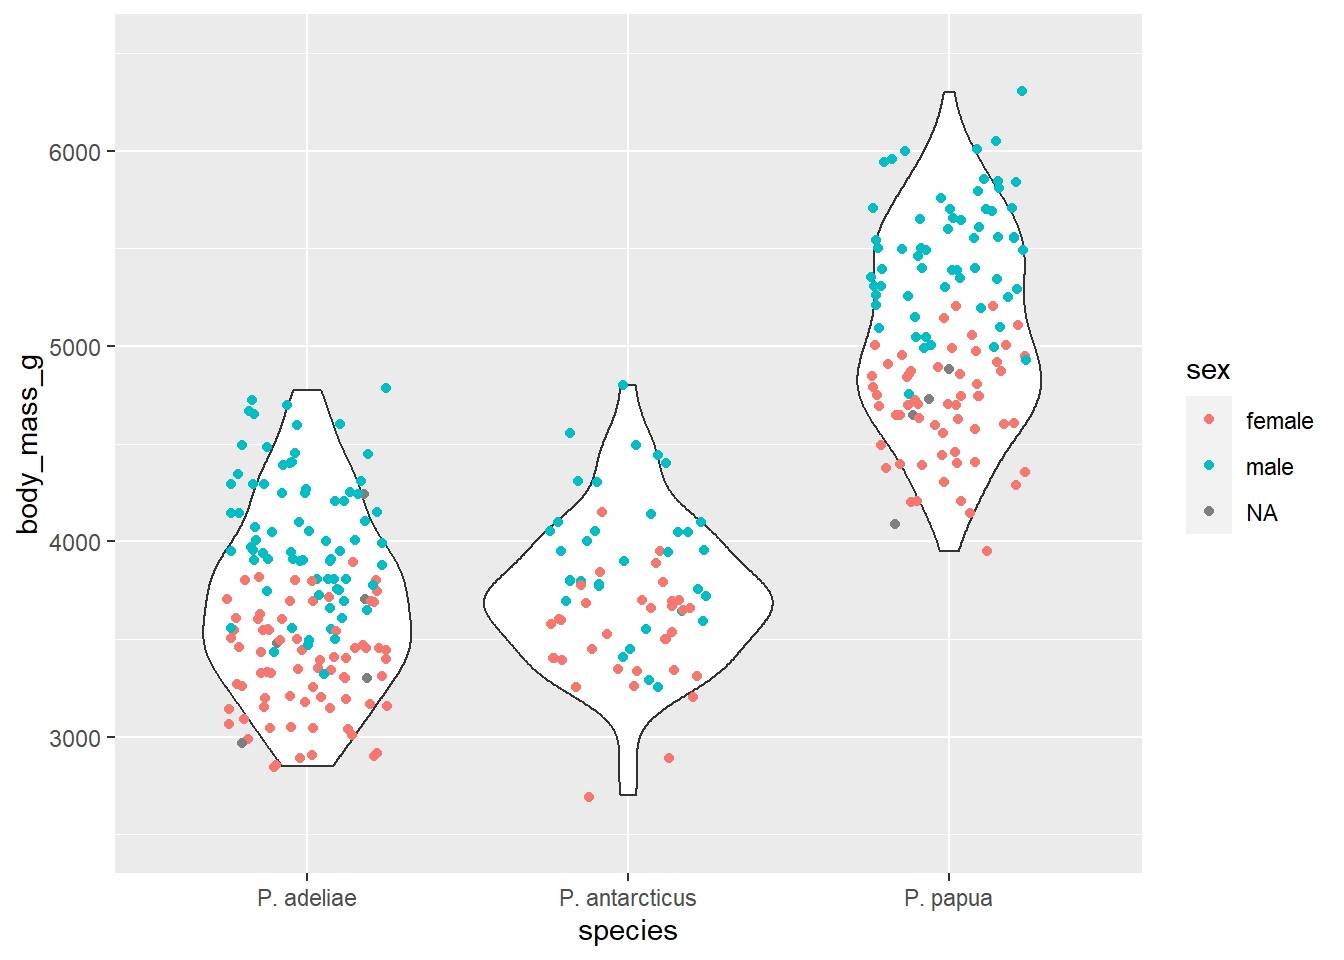 body_mass_g
6000
5000
4000
3000
P. adeliae
P. antarcticus
P. papua
species
sex
female
male
NA